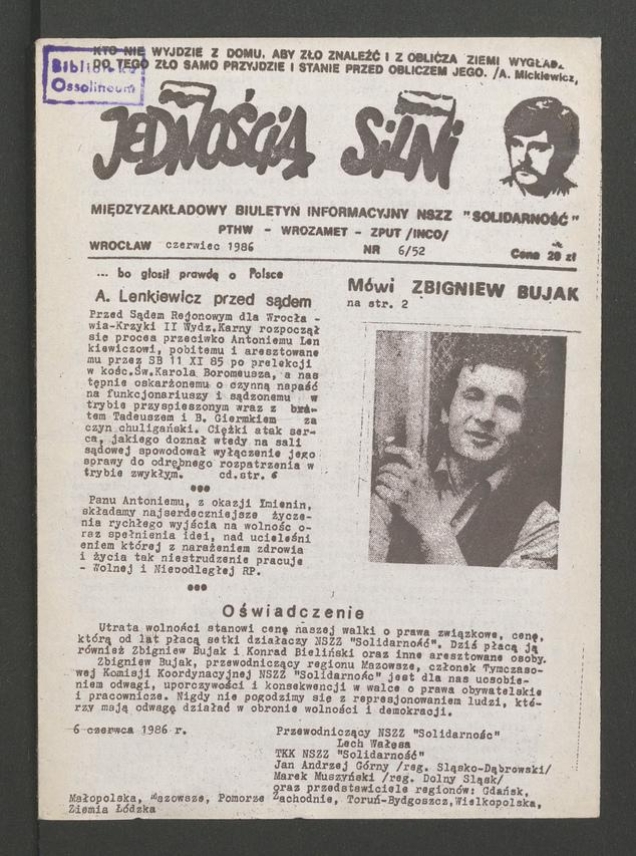 KTO NIE WYJDZIE Z DOMU, ABY ZŁO ZNALEŹĆ I Z OBLICZA ZIEMI WYGŁAD.
DO TEGO ZŁO SAMO PRZYJDZIE I STANIE PRZED OBLICZEM JEGO. /A. Mickiewicz,
Biblioteka
Ossolineum
JEDNOŚCIĄ SILNI
MIĘDZYZAKŁADOWY BIULETYN INFORMACYJNY NSZZ "SOLIDARNOŚĆ"
PTHW - WROZAMET - ZPUT /INCO/
WROCŁAW czerwiec 1986 NR 6/52 Cena 20 zł
... bo głosił prawdę o Polsce
A. Lenkiewicz przed sądem
Przed Sądem Rejonowym dla Wrocła -
wia-Krzyki II Wydz.Karny rozpoczął
się proces przeciwko Antoniemu Len
kiewiczowi, pobitemu i aresztowane
mu przez SB 11 XI 85 po prelekcji
w kośc.Św.Karola Boromeusza, a nas
tępnie oskarżonemu o czynną napaść
na funkcjonariuszy i sądzonemu w
trybie przyspieszonym wraz z bra-
tem Tadeuszem i B. Giermkiem za
czyn chuligański. Ciężki atak ser-
ca, jakiego doznał wtedy na sali
sądowej spowodował wyłączenie jego
sprawy do odrębnego rozpatrzenia w
trybie zwykłym. cd.str. 6
Panu Antoniemu, z okazji Imienin,
składamy najserdeczniejsze życze-
nia rychłego wyjścia na wolność o-
raz spełnienia idei, nad ucieleśni
eniem której z narażeniem zdrowia
i życia tak niestrudzenie pracuje
- Wolnej i Niepodległej RP.
Mówi ZBIGNIEW BUJAK
na str. 2
Oświadczenie
Utrata wolności stanowi cenę naszej walki o prawa związkowe, cenę,
którą od lat płacą setki działaczy NSZZ "Solidarność". Dziś płacą ją
również Zbigniew Bujak i Konrad Bieliński oraz inne aresztowane osoby.
Zbigniew Bujak, przewodniczący regionu Mazowsze, członek Tymczaso-
wej Komisji Koordynacyjnej NSZZ "Solidarność" jest dla nas uosobie-
niem odwagi, uporczywości i konsekwencji w walce o prawa obywatelskie
i pracownicze. Nigdy nie pogodzimy się z represjonowaniem ludzi, któ-
rzy mają odwagę działać w obronie wolności i demokracji.
6 czerwca 1986 r. Przewodniczący NSZZ "Solidarność"
Lech Wałęsa
TKK NSZZ "Solidarność"
Jan Andrzej Górny /reg. Śląsko-Dąbrowski/
Marek Muszyński /reg. Dolny Śląsk/
oraz przedstawiciele regionów: Gdańsk,
Małopolska, Mazowsze, Pomorze Zachodnie, Toruń-Bydgoszcz,Wielkopolska,
Ziemia Łódzka